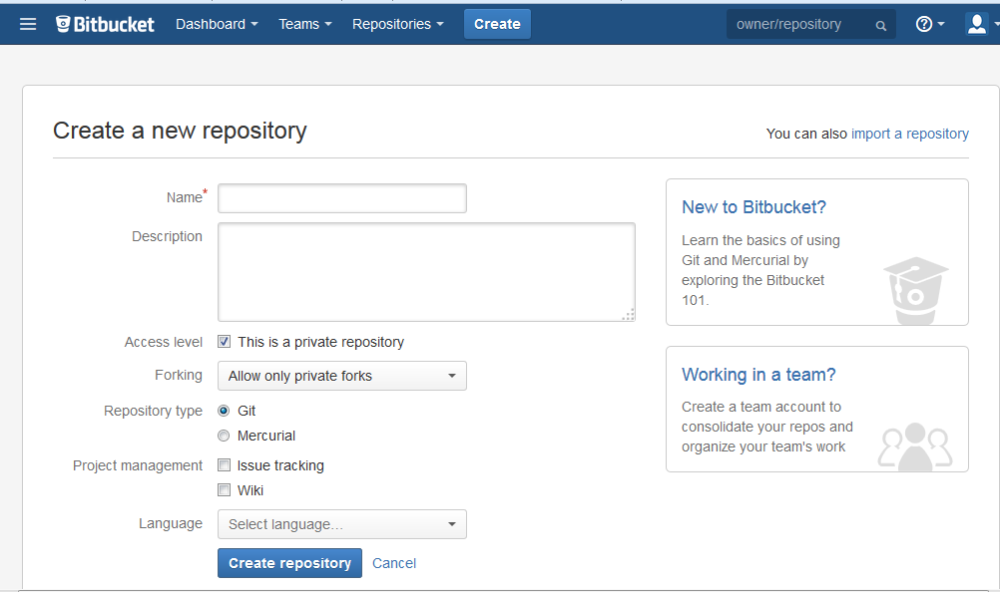 Bitbucket Dashboard Teams Repositories Create owner/repository
Create a new repository
You can also import a repository
Name*
Description
Access level This is a private repository
Forking Allow only private forks
Repository type Git
Mercurial
Project management Issue tracking
Wiki
Language Select language...
Create repository Cancel
New to Bitbucket?
Learn the basics of using
Git and Mercurial by
exploring the Bitbucket
101.
Working in a team?
Create a team account to
consolidate your repos and
organize your team's work